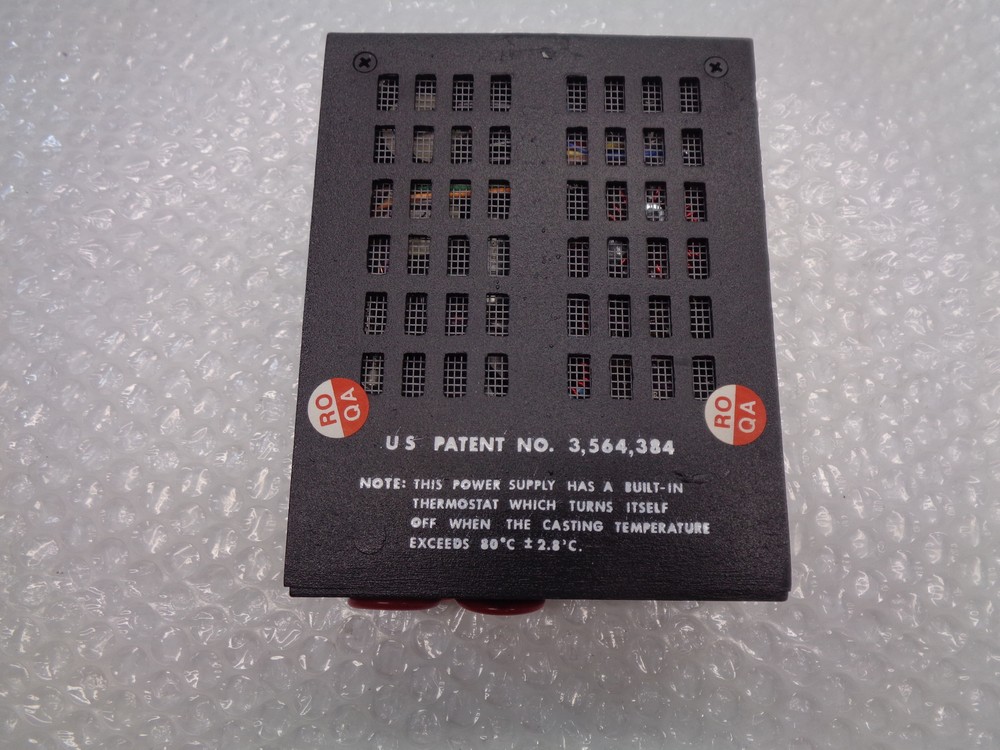 RO
QA
RO
QA
US PATENT NO. 3,564,384
NOTE: THIS POWER SUPPLY HAS A BUILT-IN
THERMOSTAT WHICH TURNS ITSELF
OFF WHEN THE CASTING TEMPERATURE
EXCEEDS 80°C ±2.8'C.